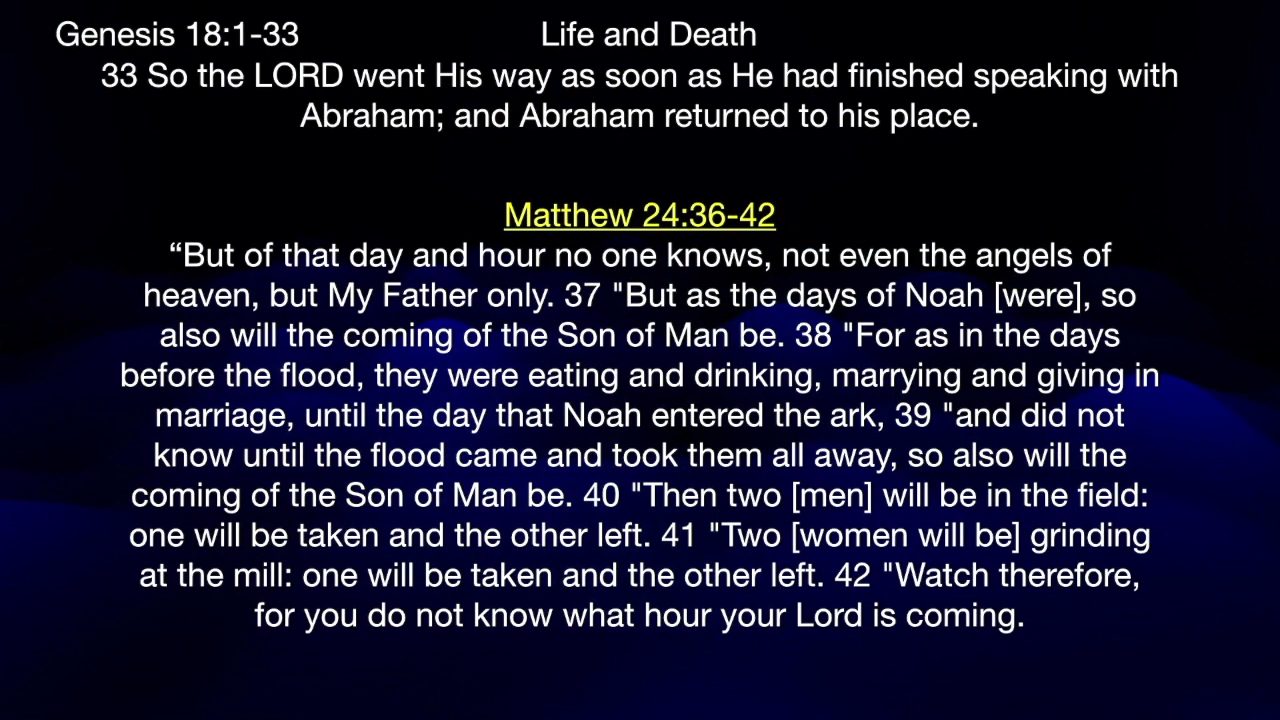 Genesis 18:1-33 Life and Death
33 So the LORD went His way as soon as He had finished speaking with
Abraham; and Abraham returned to his place.
Matthew 24:36-42
“But of that day and hour no one knows, not even the angels of
heaven, but My Father only. 37 "But as the days of Noah [were], so
also will the coming of the Son of Man be. 38 "For as in the days
before the flood, they were eating and drinking, marrying and giving in
marriage, until the day that Noah entered the ark, 39 "and did not
know until the flood came and took them all away, so also will the
coming of the Son of Man be. 40 "Then two [men] will be in the field:
one will be taken and the other left. 41 "Two [women will be] grinding
at the mill: one will be taken and the other left. 42 "Watch therefore,
for you do not know what hour your Lord is coming.